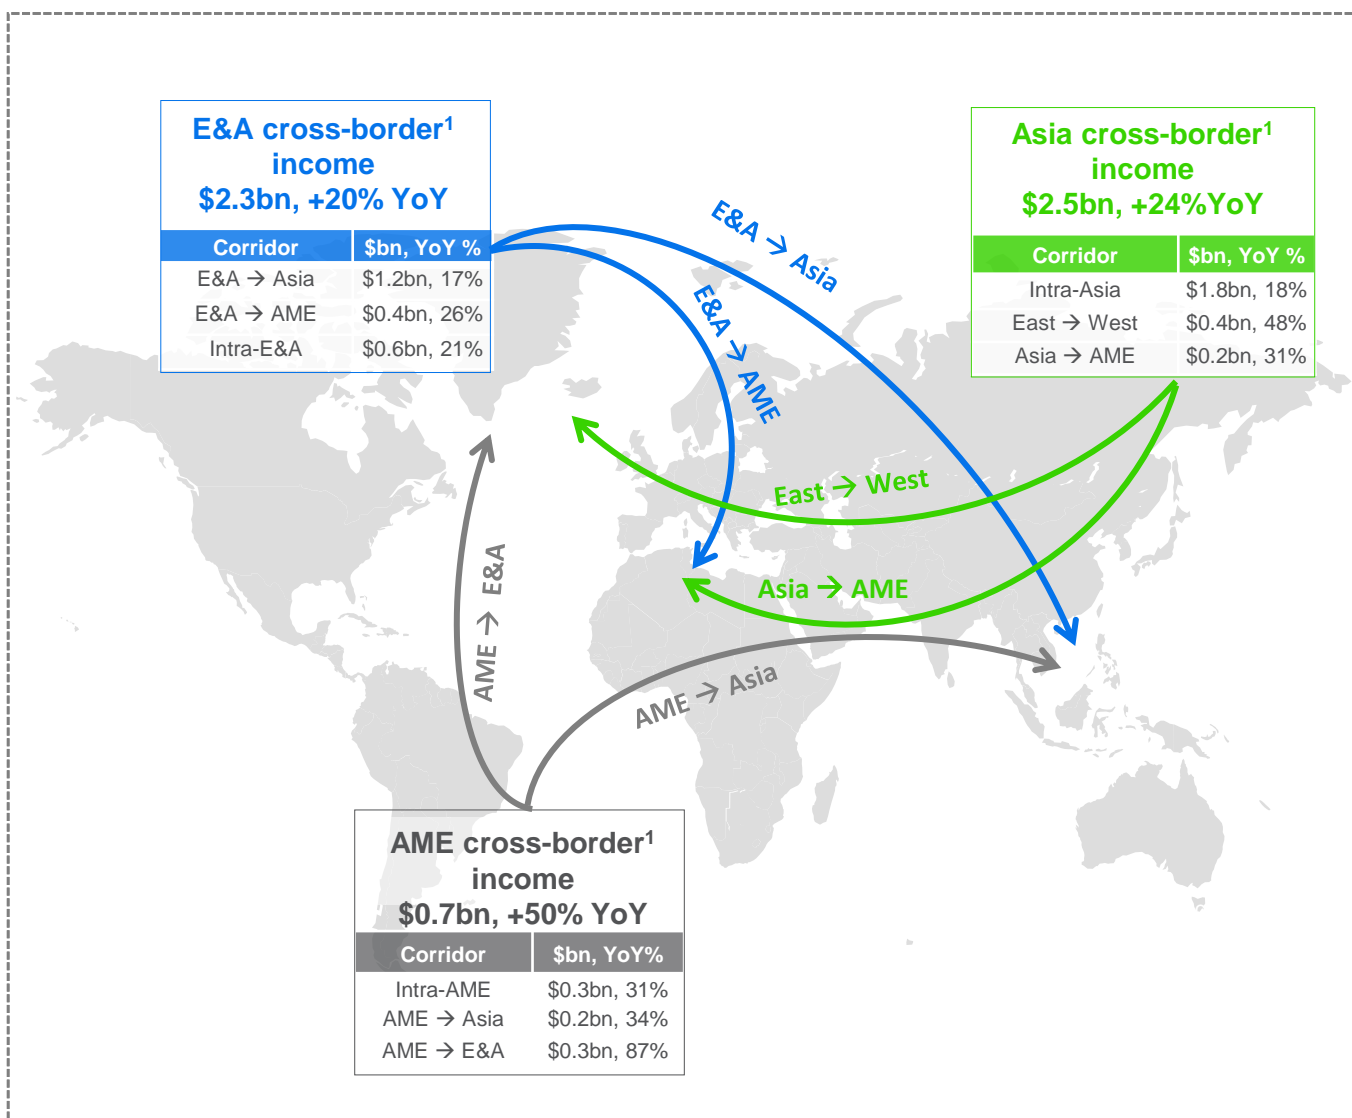 E&A cross-border1
income
$2.3bn, +20% YoY
Corridor $bn, YoY %
E&A → Asia $1.2bn, 17%
E&A → AME $0.4bn, 26%
Intra-E&A $0.6bn, 21%
Asia cross-border1
income
$2.5bn, +24%YoY
Corridor $bn, YoY %
Intra-Asia $1.8bn, 18%
East → West $0.4bn, 48%
Asia → AME $0.2bn, 31%
E&A → Asia
E&A → AME
East → West
Asia → AME
AME → E&A
AME → Asia
AME cross-border1
income
$0.7bn, +50% YoY
Corridor $bn, YoY%
Intra-AME $0.3bn, 31%
AME → Asia $0.2bn, 34%
AME → E&A $0.3bn, 87%